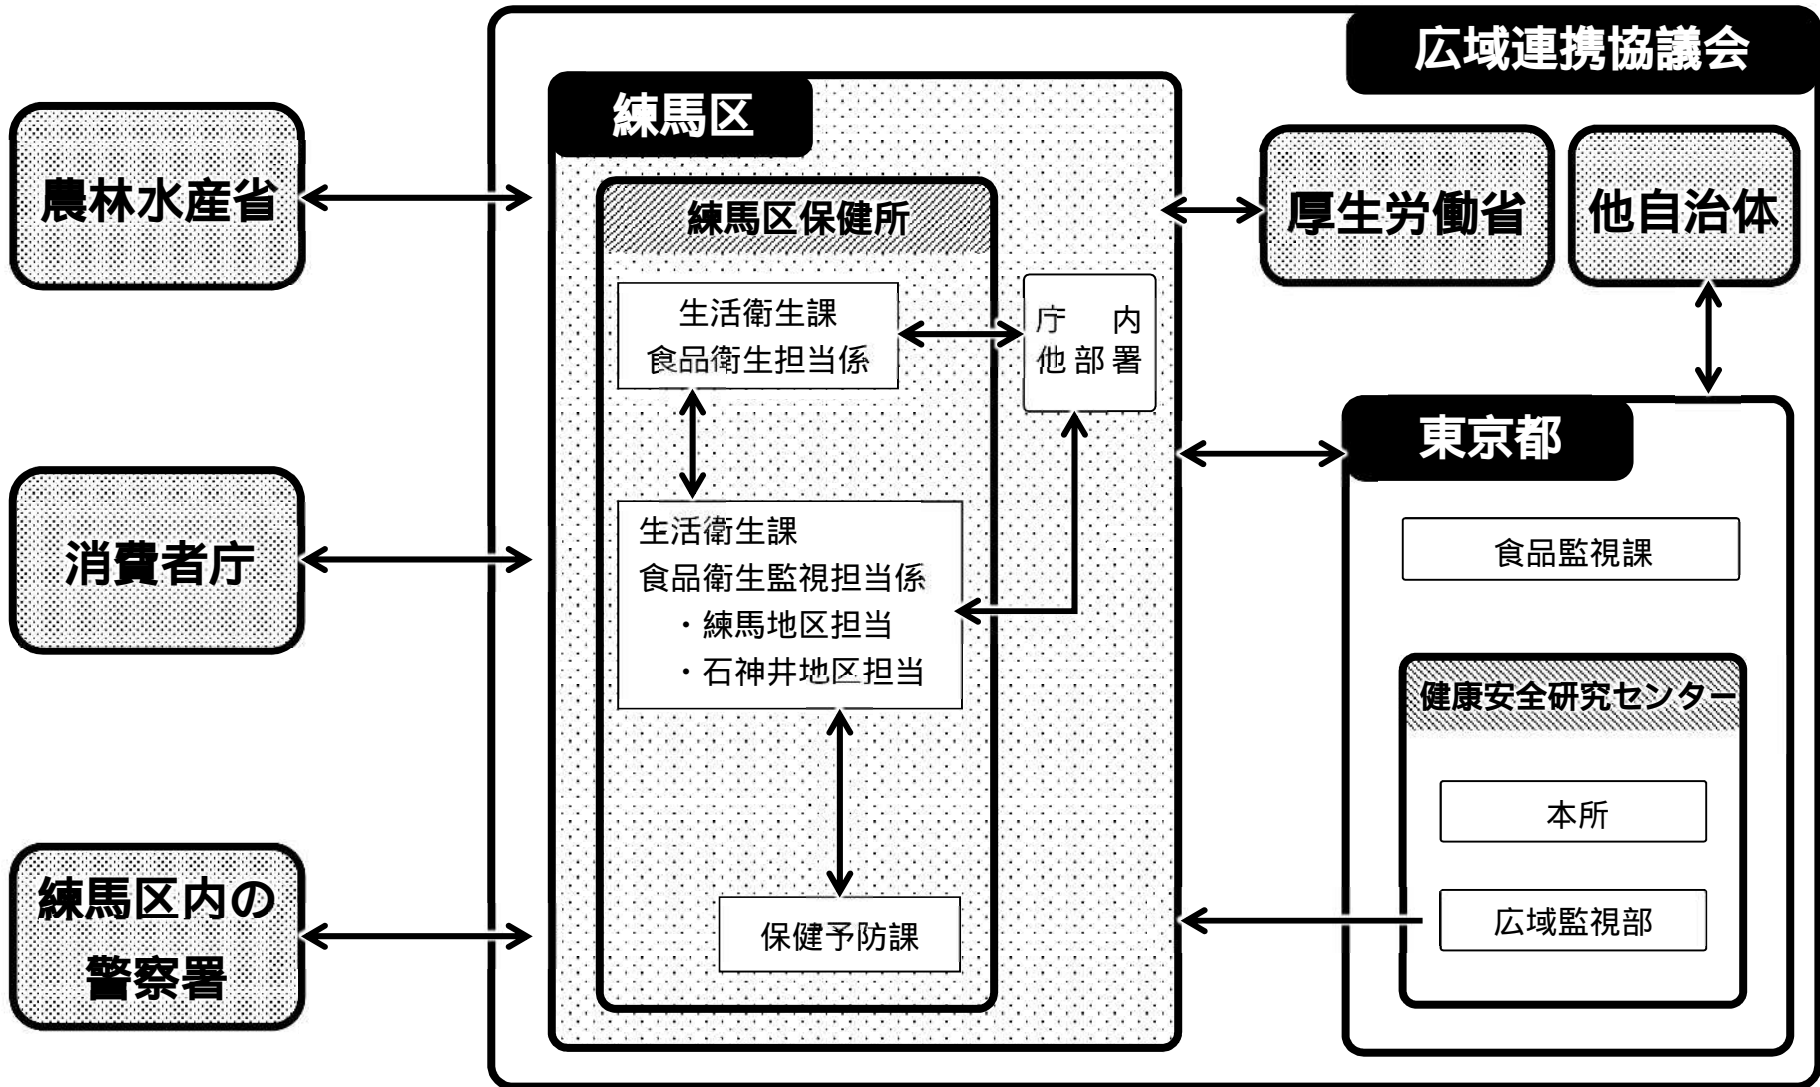 広域連携協議会
練馬区
農林水産省
練馬区保健所
厚生労働省
他自治体
生活衛生課
食品衛生担当係
庁内
他部署
東京都
消費者庁
生活衛生課
食品衛生監視担当係
・練馬地区担当
・石神井地区担当
食品監視課
健康安全研究センター
本所
練馬区内の
警察署
保健予防課
広域監視部